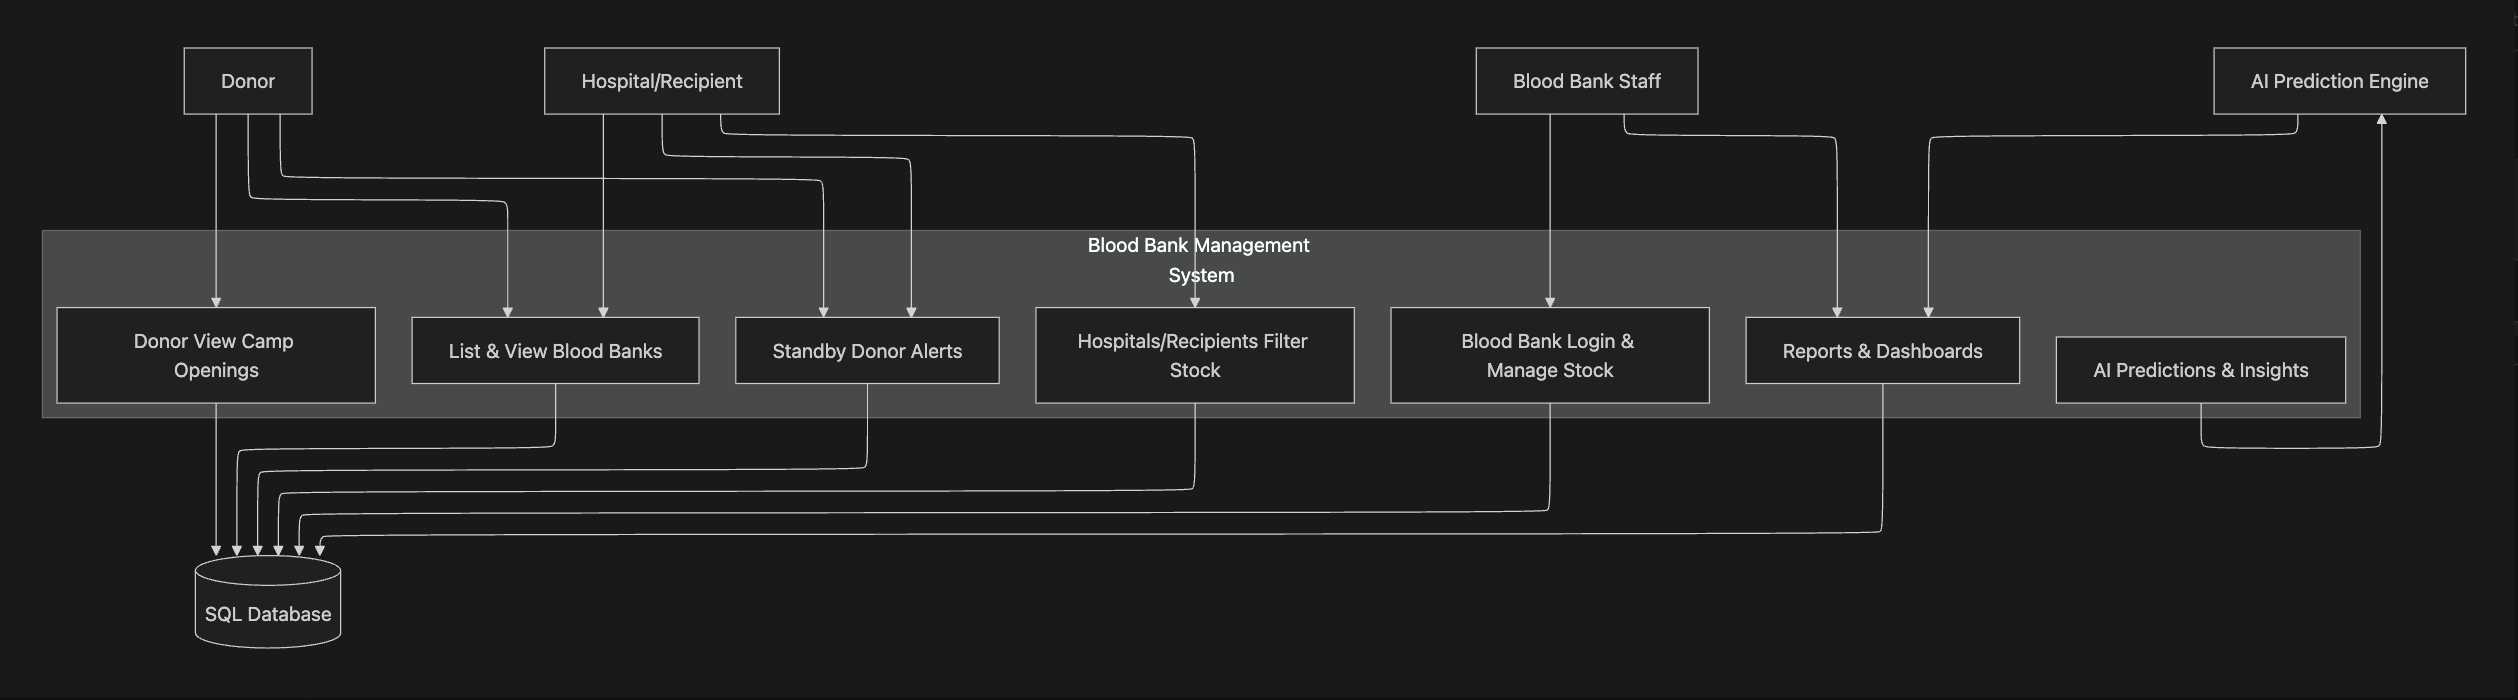 Donor
Hospital/Recipient
Blood Bank Staff
AI Prediction Engine
Blood Bank Management
System
Donor View Camp
Openings
List & View Blood Banks
Standby Donor Alerts
Hospitals/Recipients Filter
Stock
Blood Bank Login &
Manage Stock
Reports & Dashboards
AI Predictions & Insights
SQL Database